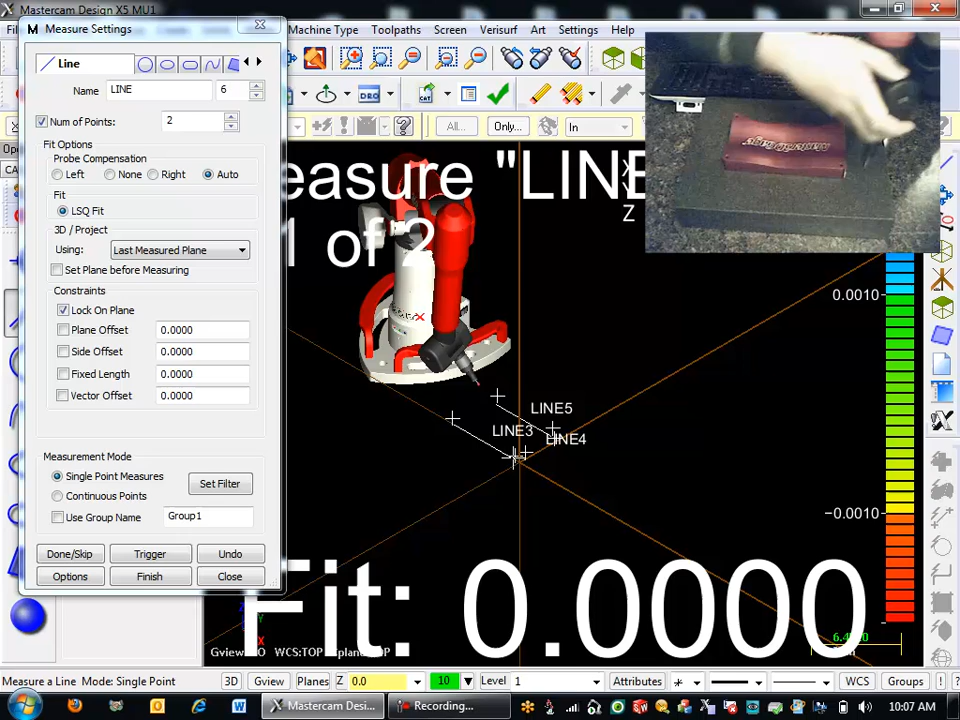 Mastercam Design X5 MU1
Measure Settings
Machine Type Toolpaths Screen Verisurf Art Settings Help
Line
Name LINE 6
Num of Points: 2
Fit Options
Probe Compensation
Left None Right Auto
Fit
LSQ Fit
3D / Project
Using: Last Measured Plane
Set Plane before Measuring
Constraints
Lock On Plane
Plane Offset 0.0000
Side Offset 0.0000
Fixed Length 0.0000
Vector Offset 0.0000
Measurement Mode
Single Point Measures
Set Filter
Continuous Points
Use Group Name Group1
Done/Skip Trigger Undo
Options Finish Close
CAT
DRO
All... Only... In
easure "LINE
1 of 2
X
Z
LINE5
LINE3
LINE4
0.0010
-0.0010
Fit: 0.0000
Measure a Line Mode: Single Point
3D Gview Planes Z 0.0 10 Level 1 Attributes WCS Groups
Mastercam Design ... Recording.... 10:07 AM